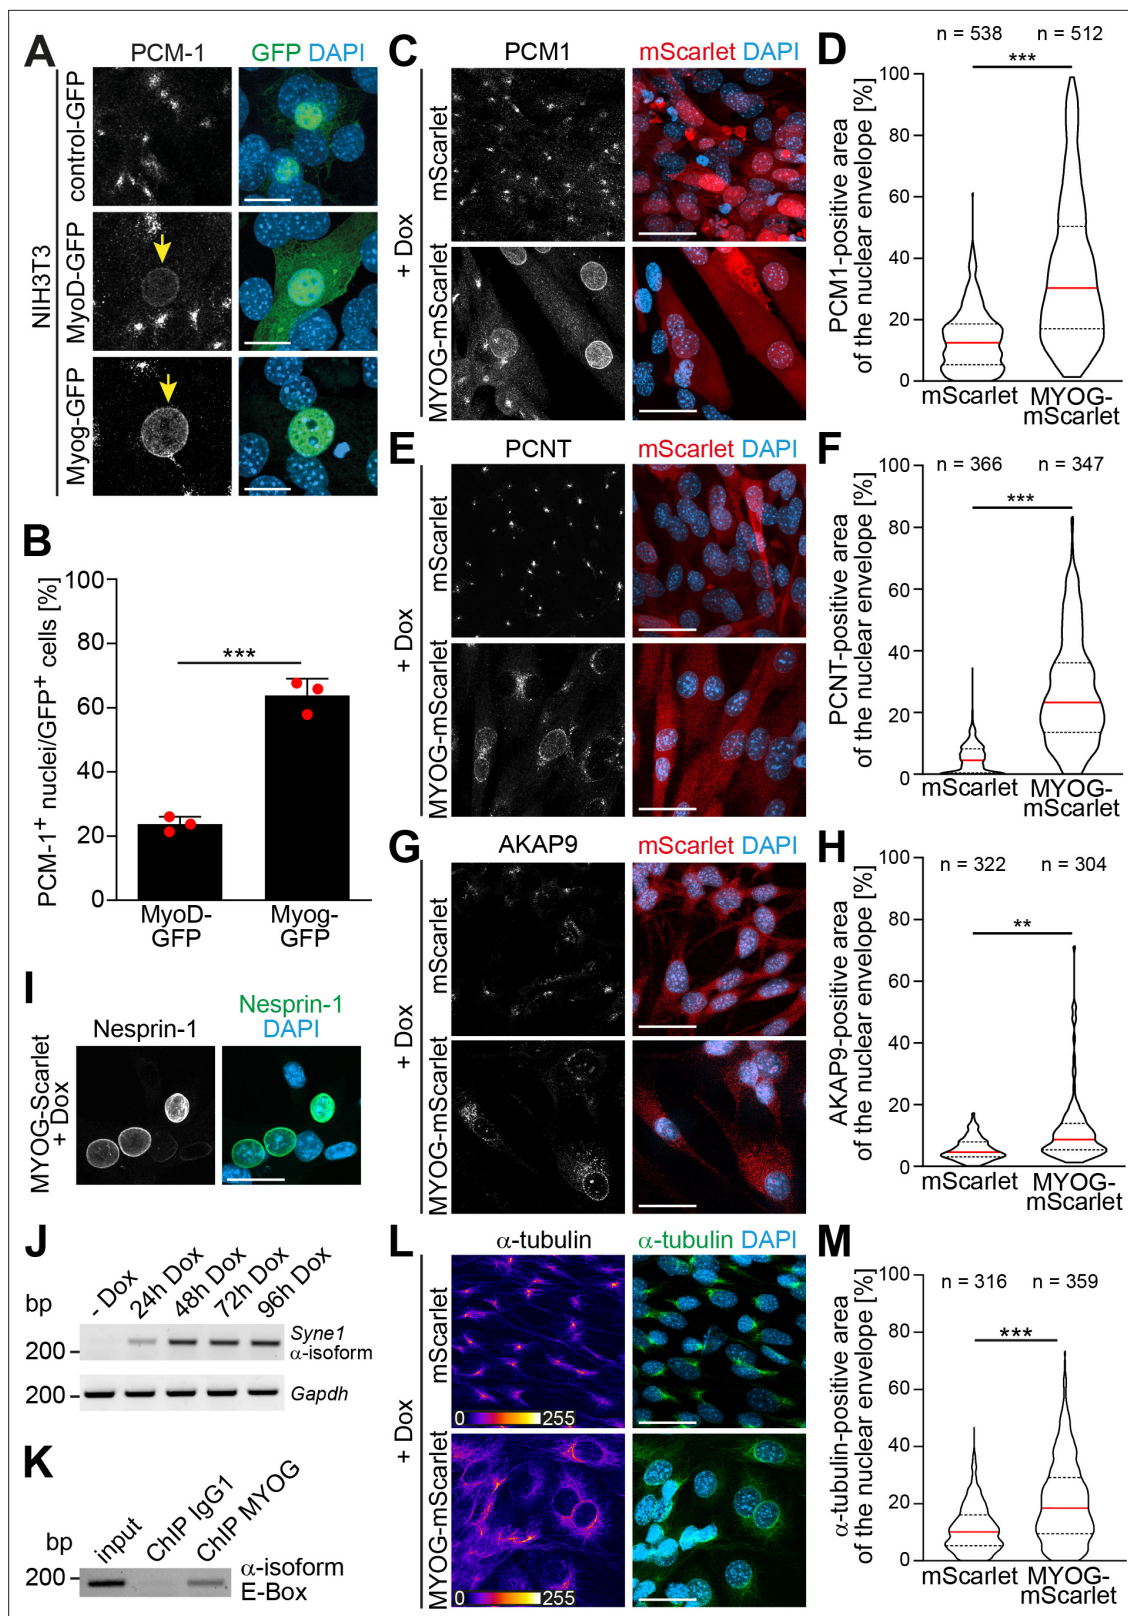 A
PCM-1
GFP DAPI
NIH3T3
control-GFP
MyoD-GFP
Myog-GFP
B
PCM-1+ nuclei/GFP+ cells [%]
100
80
60
40
20
0
***
MyoD-
GFP
Myog-
GFP
C
PCM1
mScarlet DAPI
+ Dox
mScarlet
MYOG-mScarlet
D
n = 538
n = 512
***
PCM1-positive area
of the nuclear envelope [%]
100
80
60
40
20
0
mScarlet
MYOG-
mScarlet
E
PCNT
mScarlet DAPI
+ Dox
mScarlet
MYOG-mScarlet
F
n = 366
n = 347
***
PCNT-positive area
of the nuclear envelope [%]
100
80
60
40
20
0
mScarlet
MYOG-
mScarlet
G
AKAP9
mScarlet DAPI
+ Dox
mScarlet
MYOG-mScarlet
H
n = 322
n = 304
**
AKAP9-positive area
of the nuclear envelope [%]
100
80
60
40
20
0
mScarlet
MYOG-
mScarlet
I
Nesprin-1
Nesprin-1
DAPI
MYOG-Scarlet
+ Dox
J
bp
- Dox
24h Dox
48h Dox
72h Dox
96h Dox
200
Syne1
α-isoform
200
Gapdh
K
bp
input
ChIP IgG1
ChIP MYOG
200
α-isoform
E-Box
L
α-tubulin
α-tubulin DAPI
+ Dox
mScarlet
0 255
MYOG-mScarlet
0 255
M
n = 316
n = 359
***
α-tubulin-positive area
of the nuclear envelope [%]
100
80
60
40
20
0
mScarlet
MYOG-
mScarlet